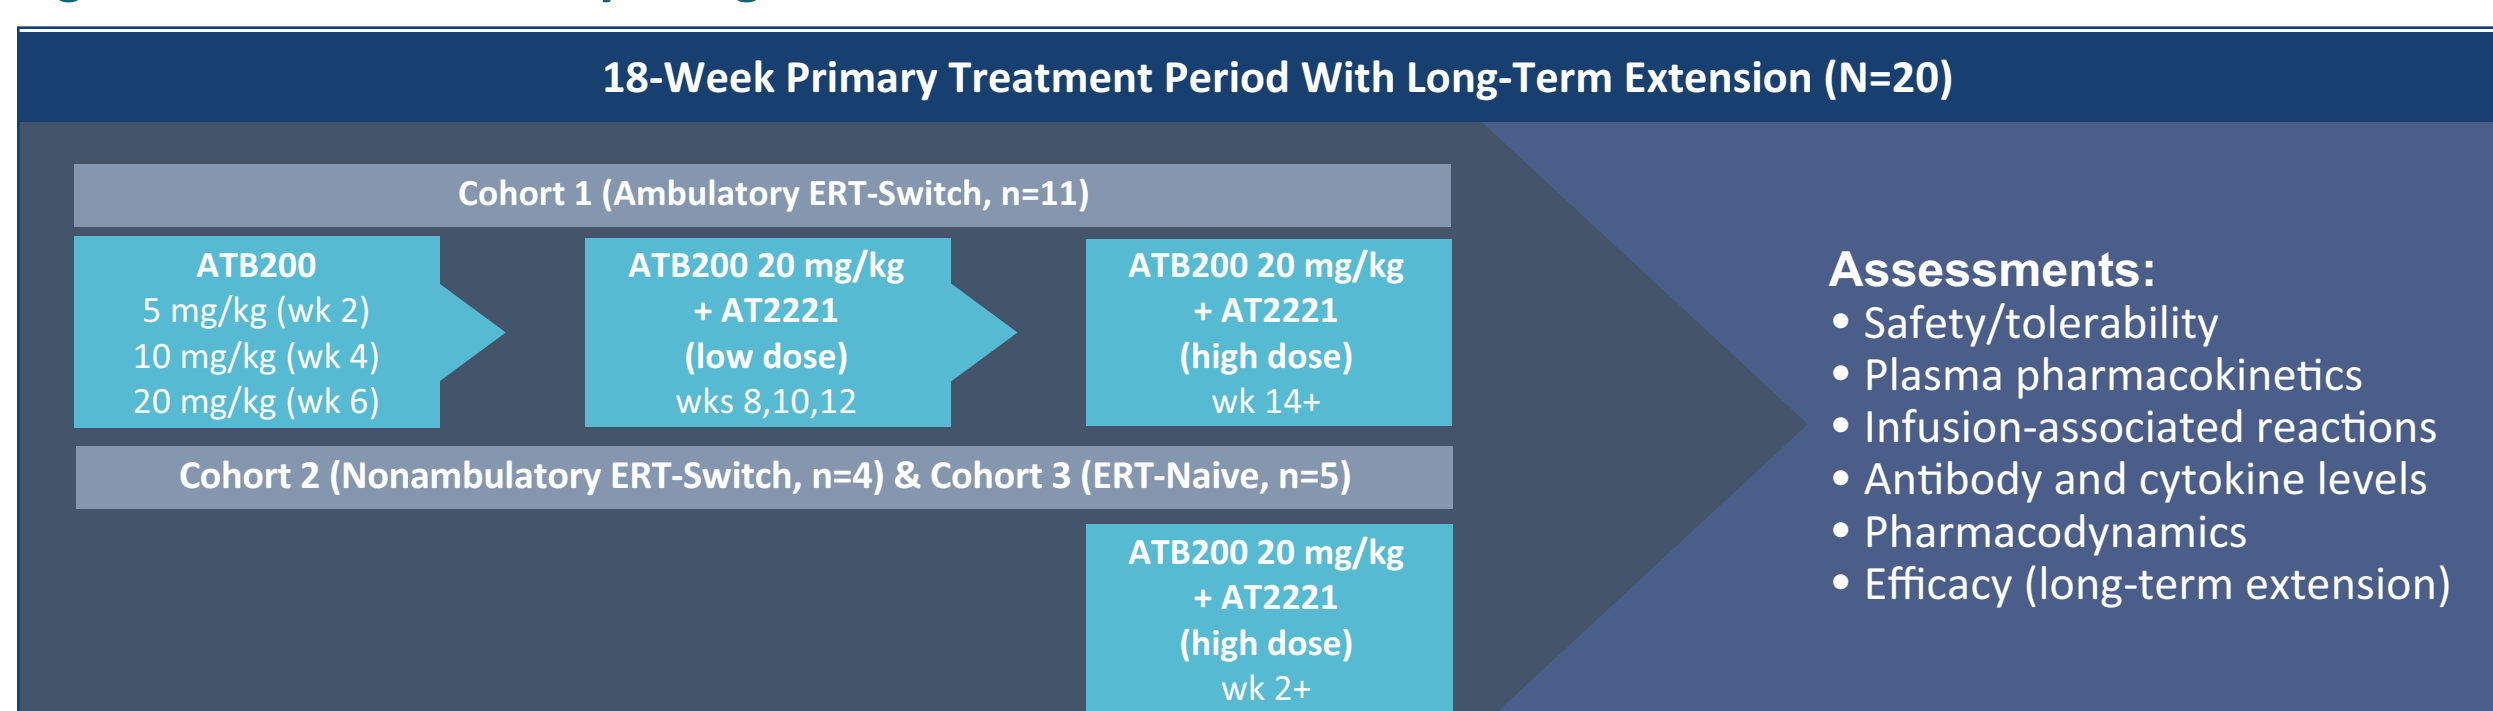 18-Week Primary Treatment Period With Long-Term Extension (N=20)
Cohort 1 (Ambulatory ERT-Switch, n=11)
ATB200
5 mg/kg (wk 2)
10 mg/kg (wk 4)
20 mg/kg (wk 6)
ATB200 20 mg/kg
+ AT2221
(low dose)
wks 8,10,12
ATB200 20 mg/kg
+ AT2221
(high dose)
wk 14+
Cohort 2 (Nonambulatory ERT-Switch, n=4) & Cohort 3 (ERT-Naive, n=5)
ATB200 20 mg/kg
+ AT2221
(high dose)
wk 2+
Assessments:
• Safety/tolerability
• Plasma pharmacokinetics
• Infusion-associated reactions
• Antibody and cytokine levels
• Pharmacodynamics
• Efficacy (long-term extension)